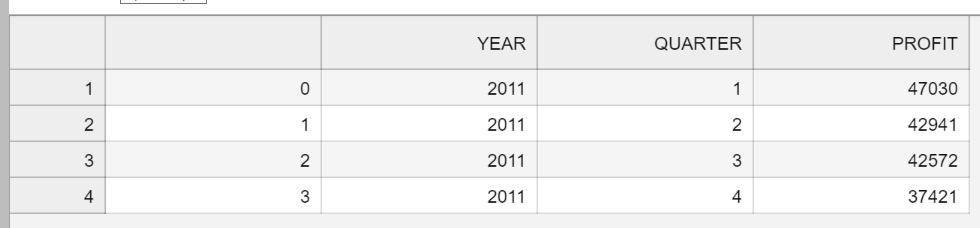 YEAR QUARTER PROFIT
1 0 2011 1 47030
2 1 2011 2 42941
3 2 2011 3 42572
4 3 2011 4 37421